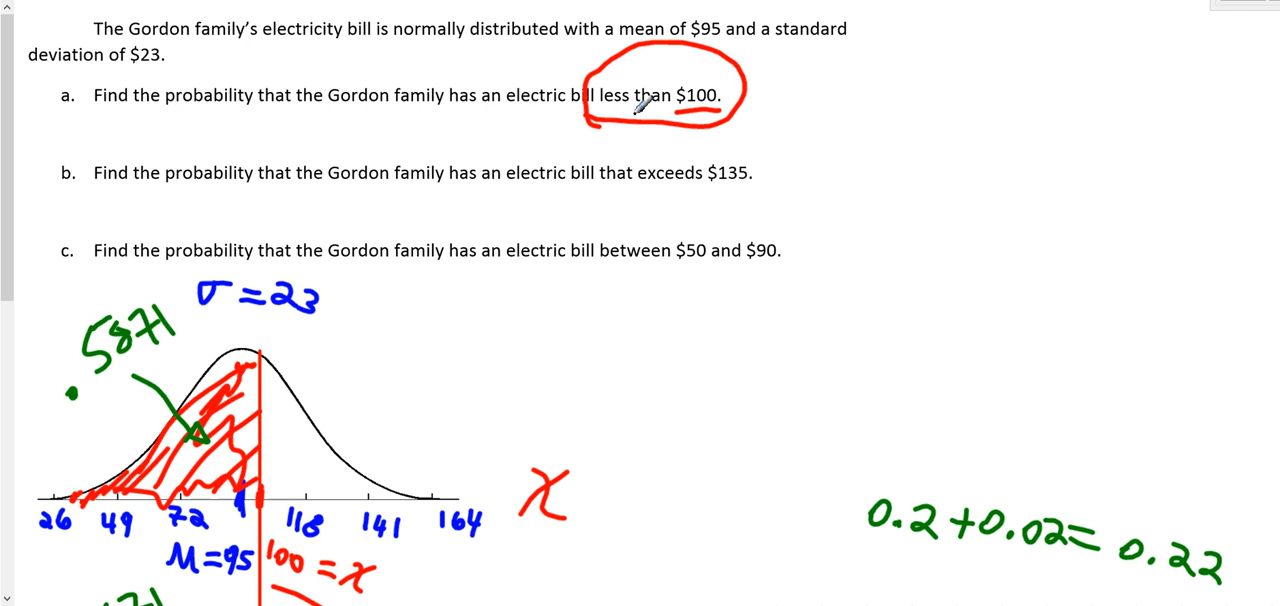 The Gordon family's electricity bill is normally distributed with a mean of $95 and a standard
deviation of $23.
a. Find the probability that the Gordon family has an electric bill less than $100.
b. Find the probability that the Gordon family has an electric bill that exceeds $135.
c. Find the probability that the Gordon family has an electric bill between $50 and $90.
σ = 23
.5871
x
26 49 72 118 141 164
0.2+0.02= 0.22
M=95 100 = x